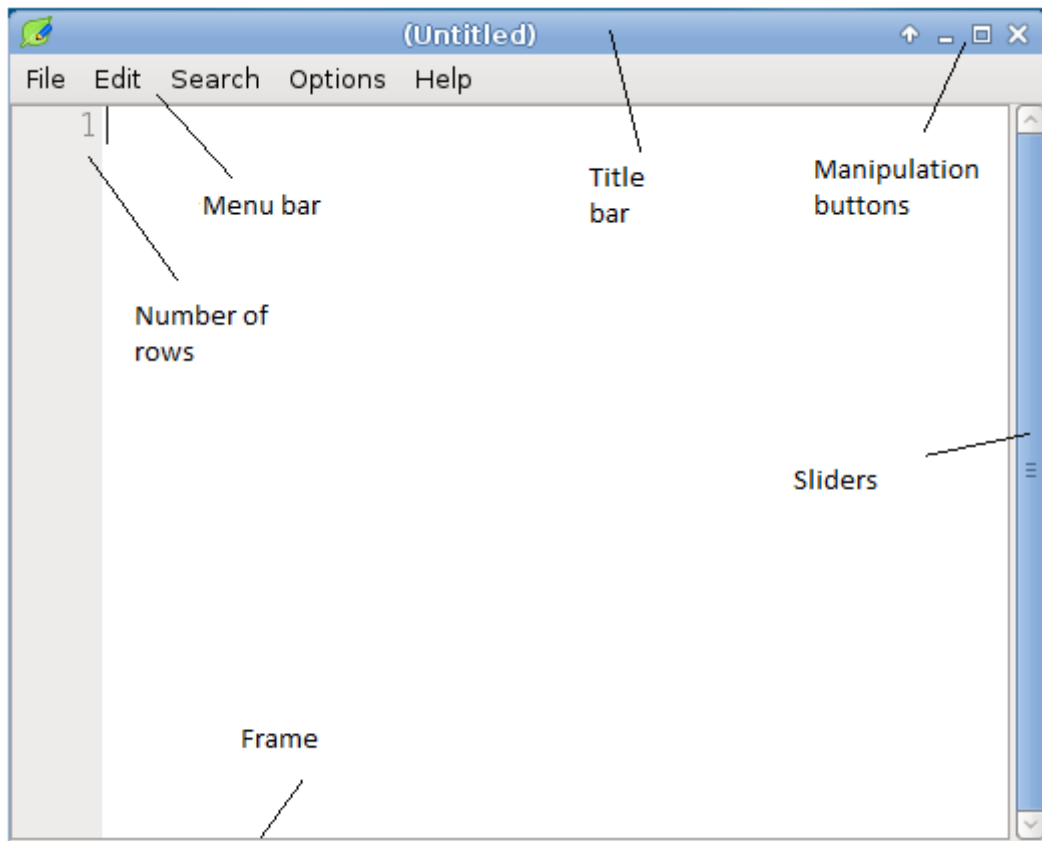 (Untitled)
File Edit Search Options Help
1
Menu bar
Title
bar
Manipulation
buttons
Number of
rows
Sliders
Frame